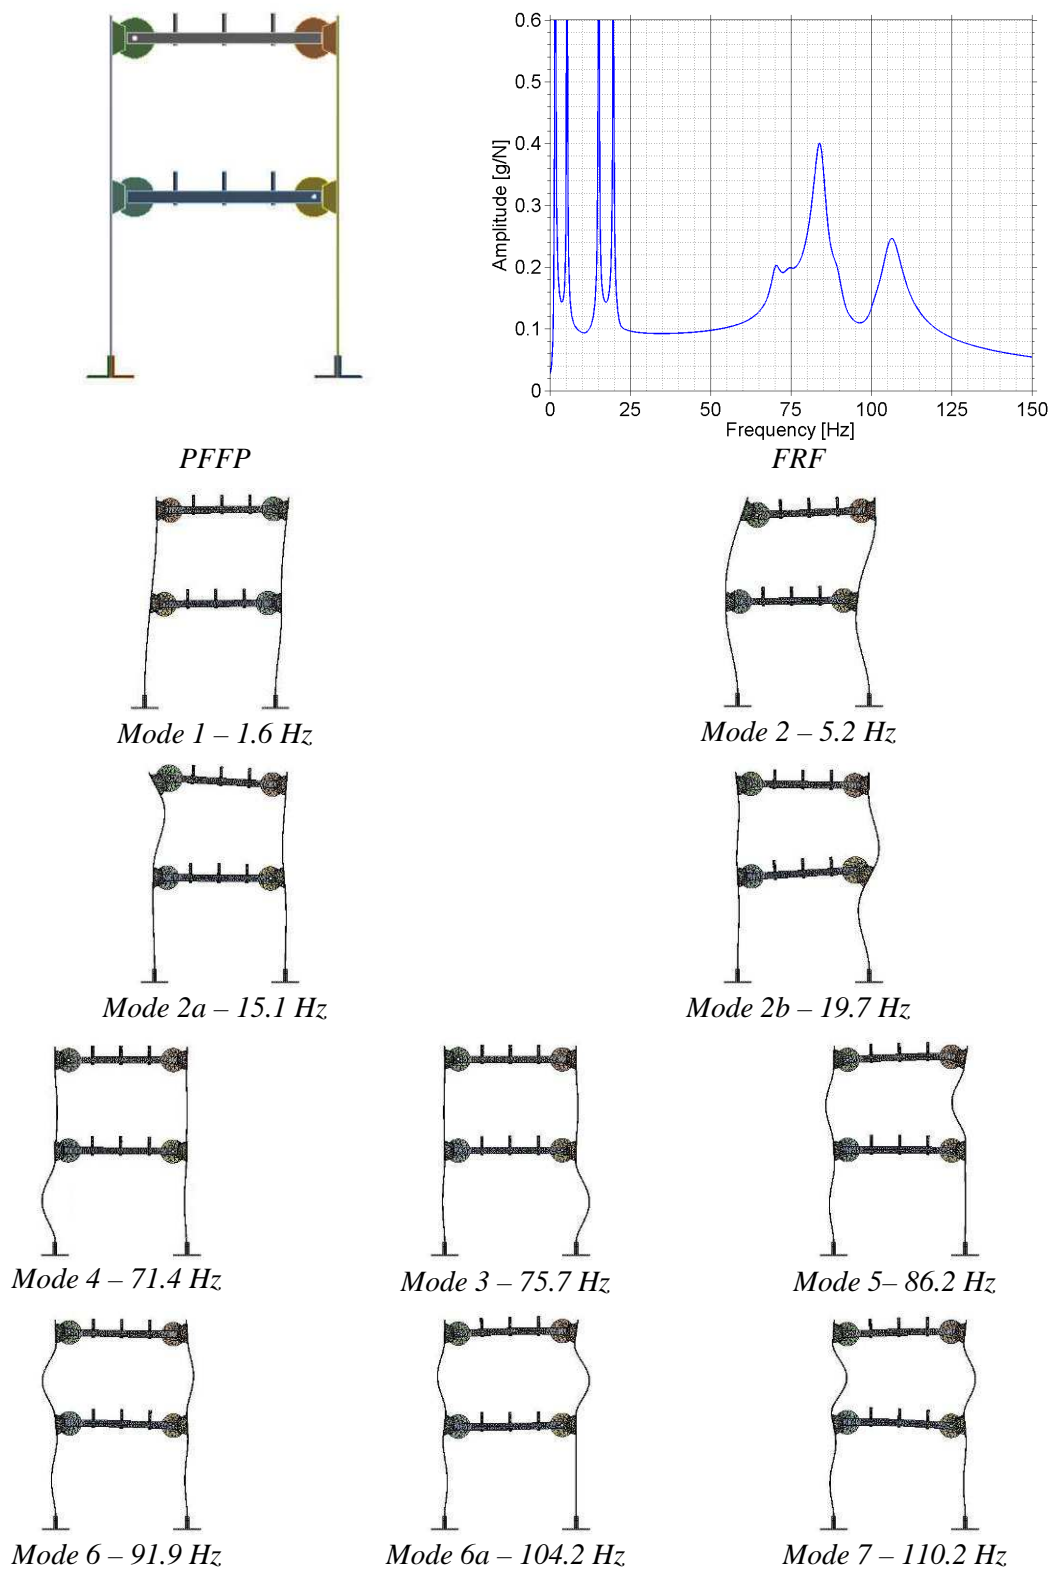 0.6
0.5
0.4
0.3
0.2
0.1
0
Amplitude [g/N]
0 25 50 75 100 125 150
Frequency [Hz]
PFFP FRF
Mode 1 – 1.6 Hz Mode 2 – 5.2 Hz
Mode 2a – 15.1 Hz Mode 2b – 19.7 Hz
Mode 4 – 71.4 Hz Mode 3 – 75.7 Hz Mode 5– 86.2 Hz
Mode 6 – 91.9 Hz Mode 6a – 104.2 Hz Mode 7 – 110.2 Hz